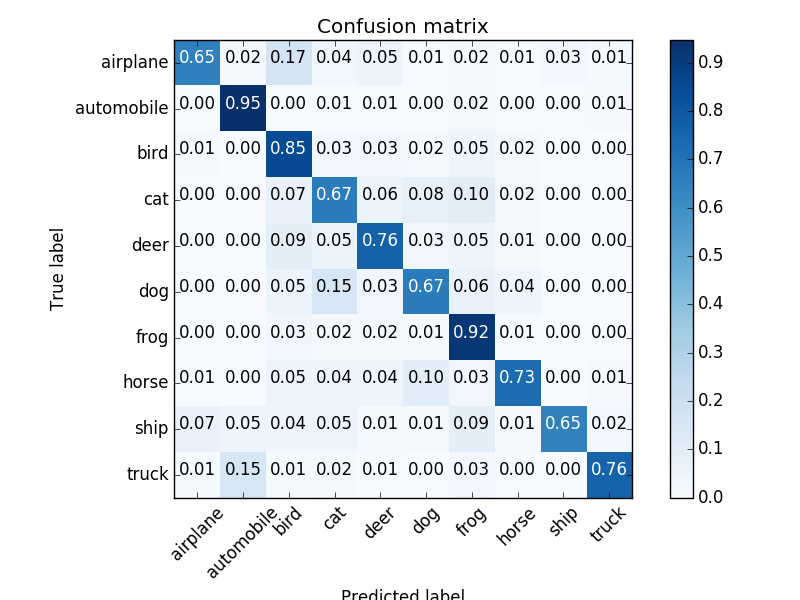 Confusion matrix
airplane 0.65 0.02 0.17 0.04 0.05 0.01 0.02 0.01 0.03 0.01
automobile 0.00 0.95 0.00 0.01 0.01 0.00 0.02 0.00 0.00 0.01
bird 0.01 0.00 0.85 0.03 0.03 0.02 0.05 0.02 0.00 0.00
cat 0.00 0.00 0.07 0.67 0.06 0.08 0.10 0.02 0.00 0.00
deer 0.00 0.00 0.09 0.05 0.76 0.03 0.05 0.01 0.00 0.00
dog 0.00 0.00 0.05 0.15 0.03 0.67 0.06 0.04 0.00 0.00
frog 0.00 0.00 0.03 0.02 0.02 0.01 0.92 0.01 0.00 0.00
horse 0.01 0.00 0.05 0.04 0.04 0.10 0.03 0.73 0.00 0.01
ship 0.07 0.05 0.04 0.05 0.01 0.01 0.09 0.01 0.65 0.02
truck 0.01 0.15 0.01 0.02 0.01 0.00 0.03 0.00 0.00 0.76
airplane automobile bird cat deer dog frog horse ship truck
True label
Predicted label
0.9
0.8
0.7
0.6
0.5
0.4
0.3
0.2
0.1
0.0